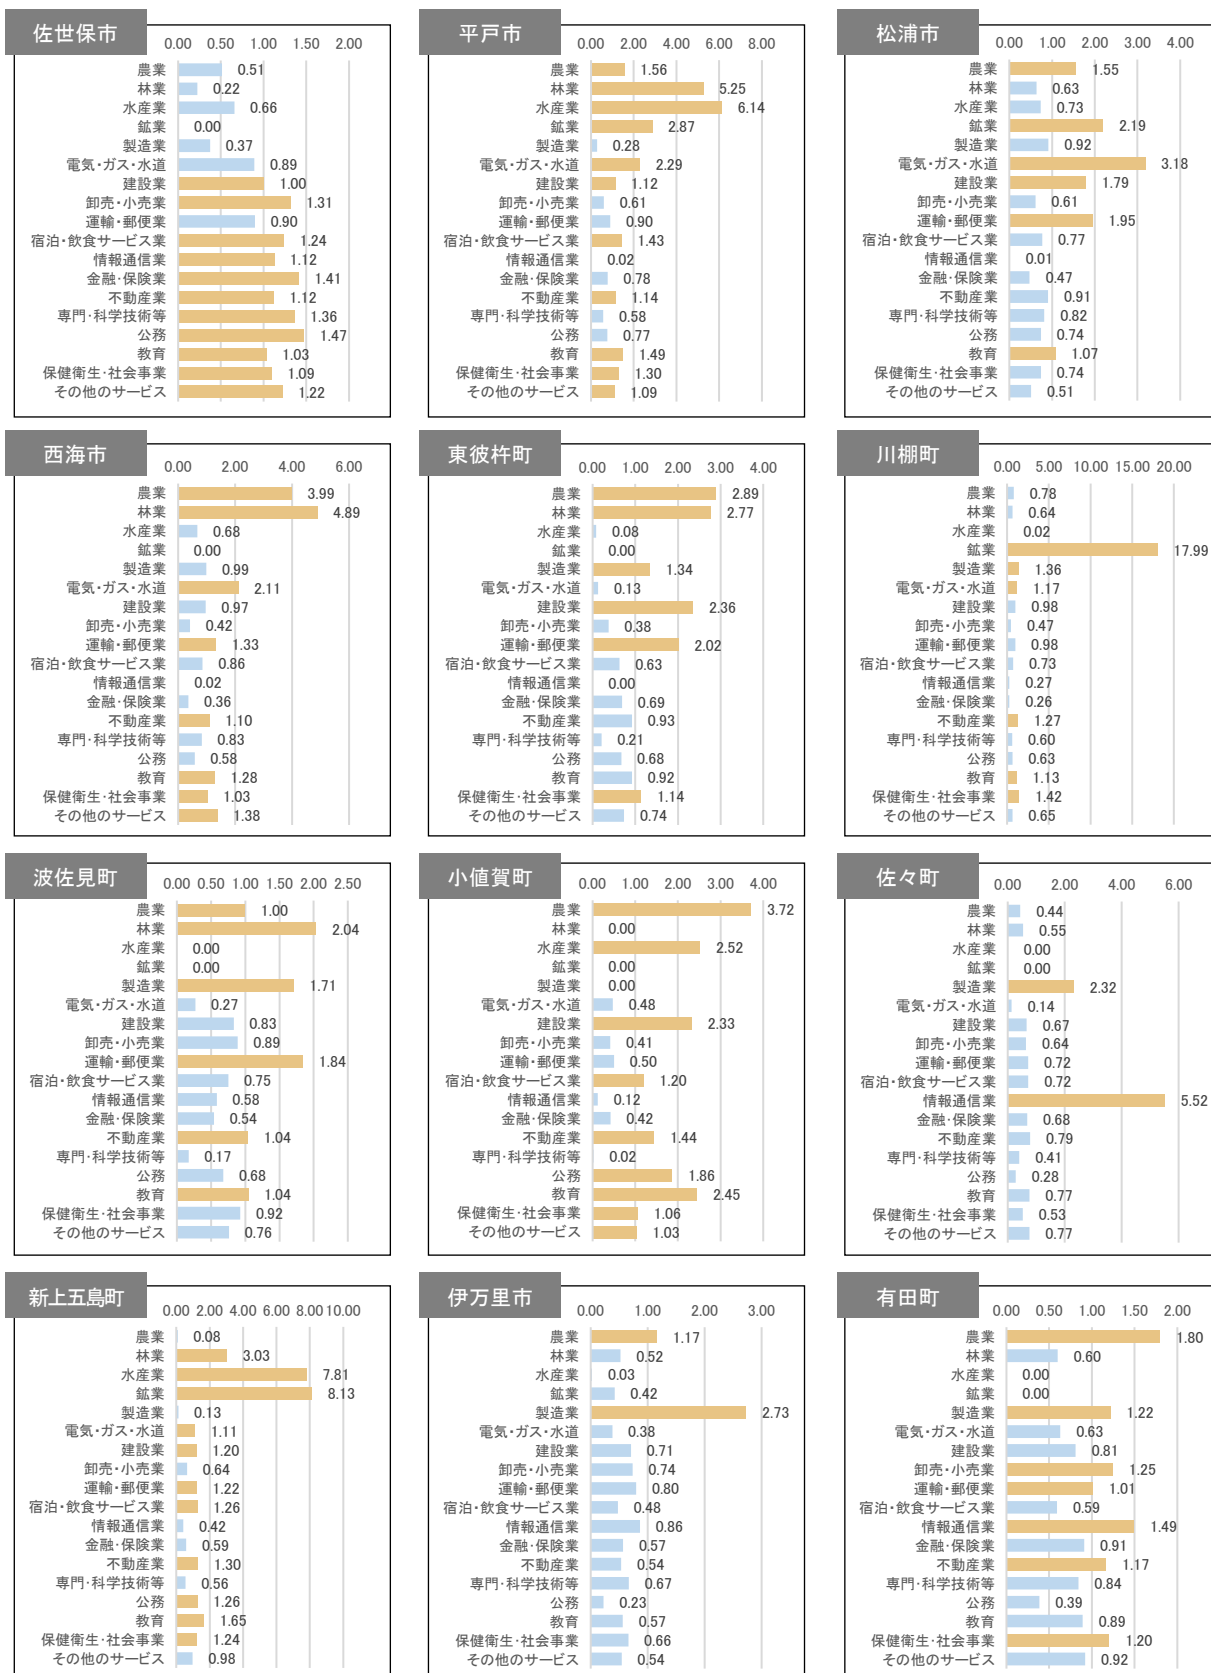 佐世保市
0.00 0.50 1.00 1.50 2.00
農業 0.51
林業 0.22
水産業 0.66
鉱業 0.00
製造業 0.37
電気・ガス・水道 0.89
建設業 1.00
卸売・小売業 1.31
運輸・郵便業 0.90
宿泊・飲食サービス業 1.24
情報通信業 1.12
金融・保険業 1.41
不動産業 1.12
専門・科学技術等 1.36
公務 1.47
教育 1.03
保健衛生・社会事業 1.09
その他のサービス 1.22
平戸市
0.00 2.00 4.00 6.00 8.00
農業 1.56
林業 5.25
水産業 6.14
鉱業 2.87
製造業 0.28
電気・ガス・水道 2.29
建設業 1.12
卸売・小売業 0.61
運輸・郵便業 0.90
宿泊・飲食サービス業 1.43
情報通信業 0.02
金融・保険業 0.78
不動産業 1.14
専門・科学技術等 0.58
公務 0.77
教育 1.49
保健衛生・社会事業 1.30
その他のサービス 1.09
松浦市
0.00 1.00 2.00 3.00 4.00
農業 1.55
林業 0.63
水産業 0.73
鉱業 2.19
製造業 0.92
電気・ガス・水道 3.18
建設業 1.79
卸売・小売業 0.61
運輸・郵便業 1.95
宿泊・飲食サービス業 0.77
情報通信業 0.01
金融・保険業 0.47
不動産業 0.91
専門・科学技術等 0.82
公務 0.74
教育 1.07
保健衛生・社会事業 0.74
その他のサービス 0.51
西海市
0.00 2.00 4.00 6.00
農業 3.99
林業 4.89
水産業 0.68
鉱業 0.00
製造業 0.99
電気・ガス・水道 2.11
建設業 0.97
卸売・小売業 0.42
運輸・郵便業 1.33
宿泊・飲食サービス業 0.86
情報通信業 0.02
金融・保険業 0.36
不動産業 1.10
専門・科学技術等 0.83
公務 0.58
教育 1.28
保健衛生・社会事業 1.03
その他のサービス 1.38
東彼杵町
0.00 1.00 2.00 3.00 4.00
農業 2.89
林業 2.77
水産業 0.08
鉱業 0.00
製造業 1.34
電気・ガス・水道 0.13
建設業 2.36
卸売・小売業 0.38
運輸・郵便業 2.02
宿泊・飲食サービス業 0.63
情報通信業 0.00
金融・保険業 0.69
不動産業 0.93
専門・科学技術等 0.21
公務 0.68
教育 0.92
保健衛生・社会事業 1.14
その他のサービス 0.74
川棚町
0.00 5.00 10.00 15.00 20.00
農業 0.78
林業 0.64
水産業 0.02
鉱業 17.99
製造業 1.36
電気・ガス・水道 1.17
建設業 0.98
卸売・小売業 0.47
運輸・郵便業 0.98
宿泊・飲食サービス業 0.73
情報通信業 0.27
金融・保険業 0.26
不動産業 1.27
専門・科学技術等 0.60
公務 0.63
教育 1.13
保健衛生・社会事業 1.42
その他のサービス 0.65
波佐見町
0.00 0.50 1.00 1.50 2.00 2.50
農業 1.00
林業 2.04
水産業 0.00
鉱業 0.00
製造業 1.71
電気・ガス・水道 0.27
建設業 0.83
卸売・小売業 0.89
運輸・郵便業 1.84
宿泊・飲食サービス業 0.75
情報通信業 0.58
金融・保険業 0.54
不動産業 1.04
専門・科学技術等 0.17
公務 0.68
教育 1.04
保健衛生・社会事業 0.92
その他のサービス 0.76
小値賀町
0.00 1.00 2.00 3.00 4.00
農業 3.72
林業 0.00
水産業 2.52
鉱業 0.00
製造業 0.00
電気・ガス・水道 0.48
建設業 2.33
卸売・小売業 0.41
運輸・郵便業 0.50
宿泊・飲食サービス業 1.20
情報通信業 0.12
金融・保険業 0.42
不動産業 1.44
専門・科学技術等 0.02
公務 1.86
教育 2.45
保健衛生・社会事業 1.06
その他のサービス 1.03
佐々町
0.00 2.00 4.00 6.00
農業 0.44
林業 0.55
水産業 0.00
鉱業 0.00
製造業 2.32
電気・ガス・水道 0.14
建設業 0.67
卸売・小売業 0.64
運輸・郵便業 0.72
宿泊・飲食サービス業 0.72
情報通信業 5.52
金融・保険業 0.68
不動産業 0.79
専門・科学技術等 0.41
公務 0.28
教育 0.77
保健衛生・社会事業 0.53
その他のサービス 0.77
新上五島町
0.00 2.00 4.00 6.00 8.00 10.00
農業 0.08
林業 3.03
水産業 7.81
鉱業 8.13
製造業 0.13
電気・ガス・水道 1.11
建設業 1.20
卸売・小売業 0.64
運輸・郵便業 1.22
宿泊・飲食サービス業 1.26
情報通信業 0.42
金融・保険業 0.59
不動産業 1.30
専門・科学技術等 0.56
公務 1.26
教育 1.65
保健衛生・社会事業 1.24
その他のサービス 0.98
伊万里市
0.00 1.00 2.00 3.00
農業 1.17
林業 0.52
水産業 0.03
鉱業 0.42
製造業 2.73
電気・ガス・水道 0.38
建設業 0.71
卸売・小売業 0.74
運輸・郵便業 0.80
宿泊・飲食サービス業 0.48
情報通信業 0.86
金融・保険業 0.57
不動産業 0.54
専門・科学技術等 0.67
公務 0.23
教育 0.57
保健衛生・社会事業 0.66
その他のサービス 0.54
有田町
0.00 0.50 1.00 1.50 2.00
農業 1.80
林業 0.60
水産業 0.00
鉱業 0.00
製造業 1.22
電気・ガス・水道 0.63
建設業 0.81
卸売・小売業 1.25
運輸・郵便業 1.01
宿泊・飲食サービス業 0.59
情報通信業 1.49
金融・保険業 0.91
不動産業 1.17
専門・科学技術等 0.84
公務 0.39
教育 0.89
保健衛生・社会事業 1.20
その他のサービス 0.92